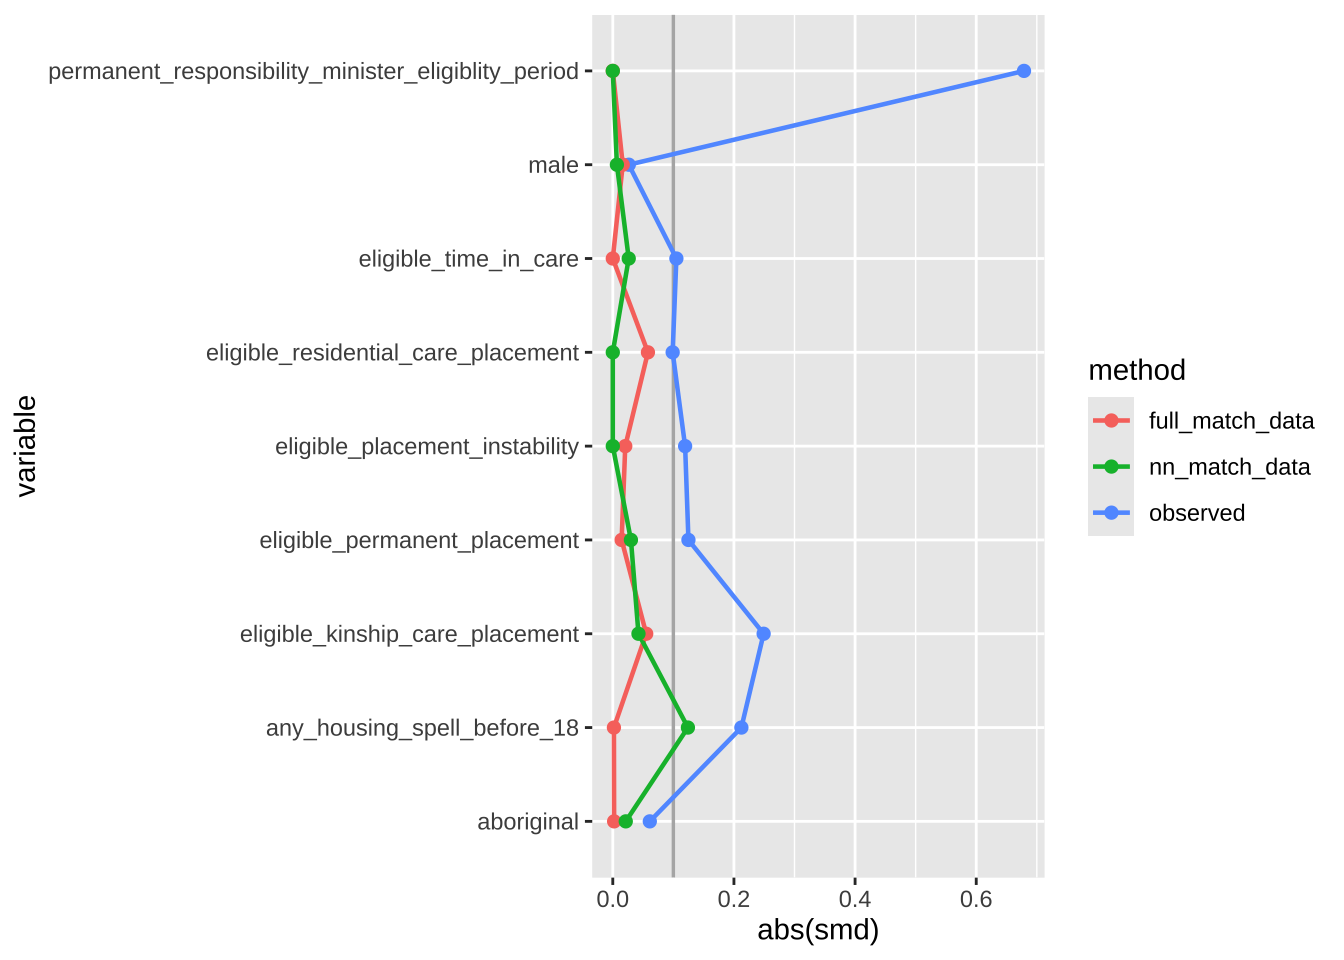 permanent_responsibility_minister_eligiblity_period
male
eligible_time_in_care
eligible_residential_care_placement
eligible_placement_instability
eligible_permanent_placement
eligible_kinship_care_placement
any_housing_spell_before_18
aboriginal
variable
0.0 0.2 0.4 0.6
abs(smd)
method
full_match_data
nn_match_data
observed